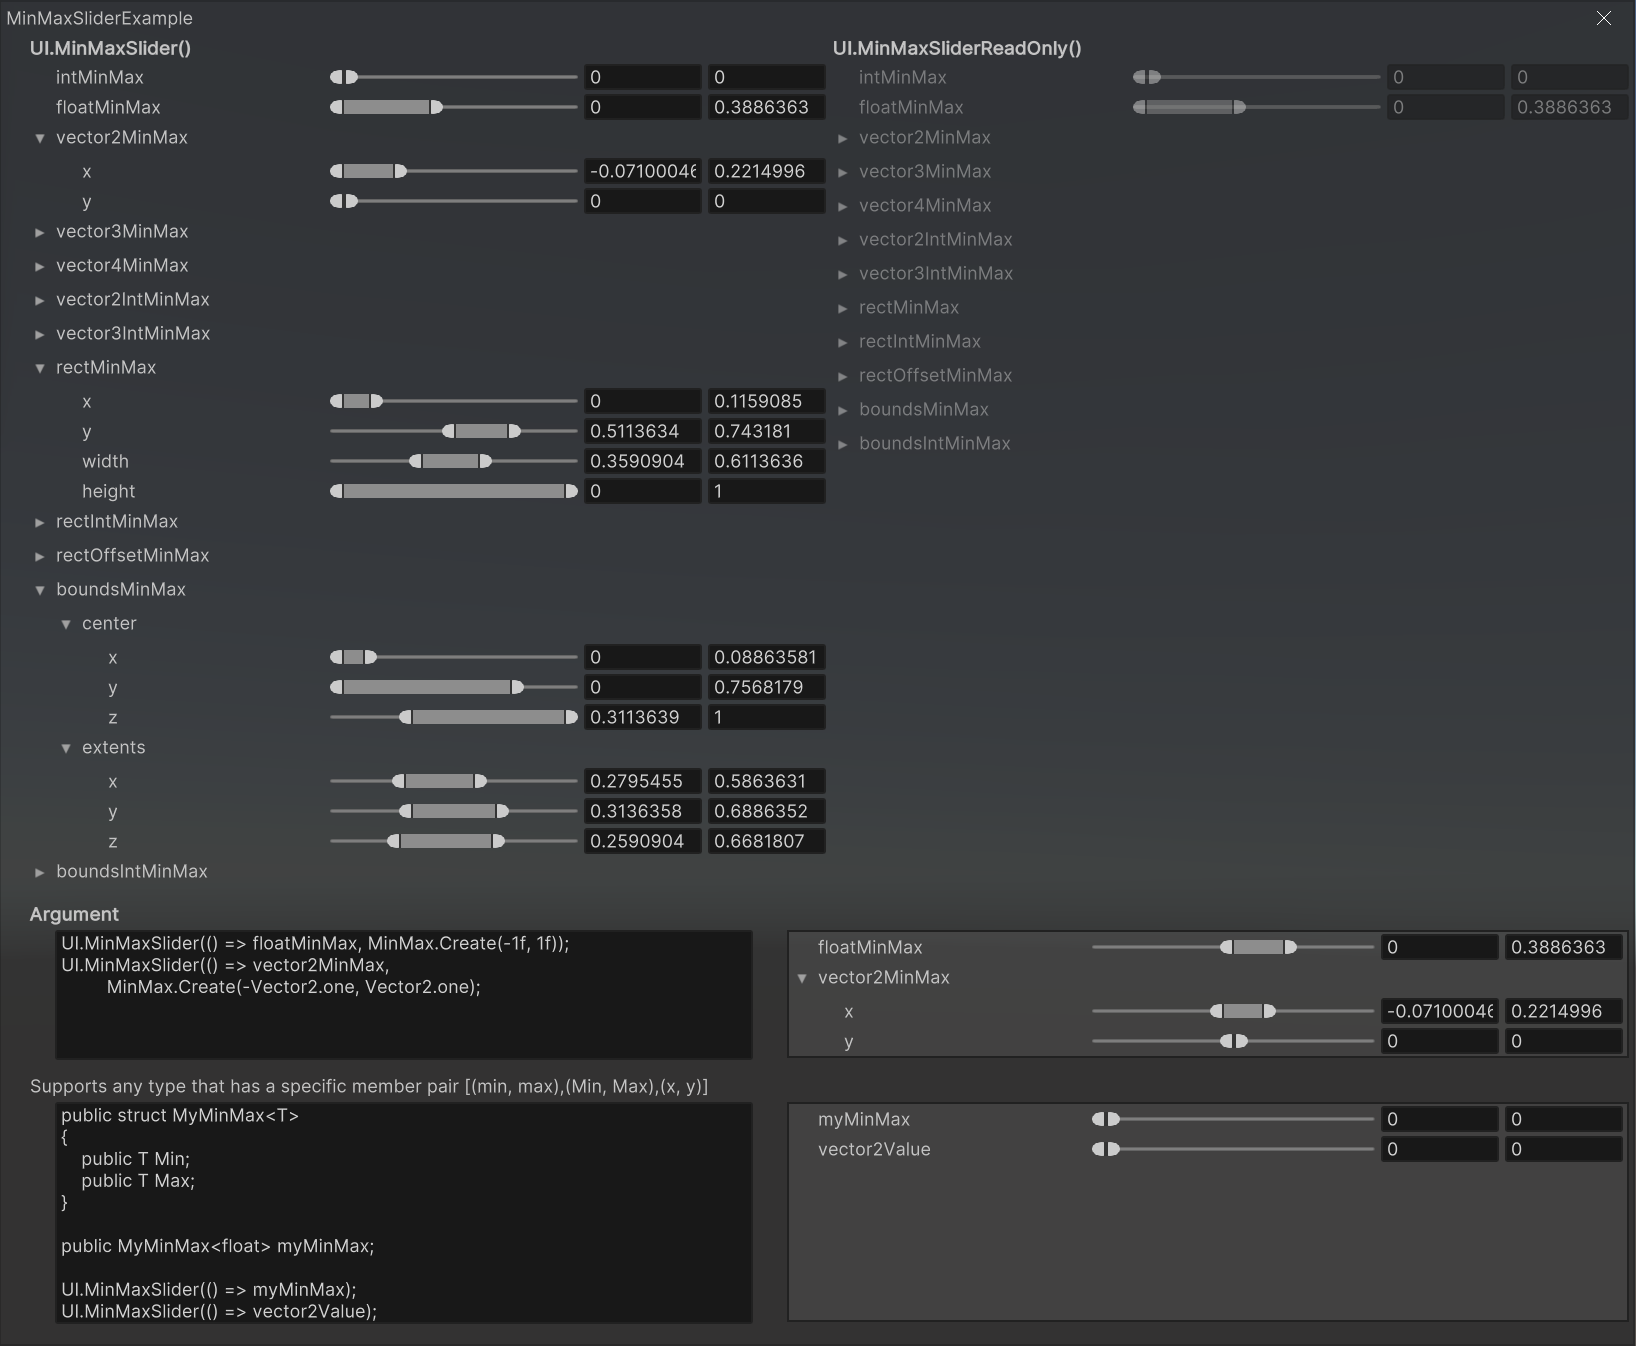 MinMaxSliderExample
UI.MinMaxSlider()
intMinMax 0 0
floatMinMax 0 0.3886363
vector2MinMax
x -0.0710004 0.2214996
y 0 0
vector3MinMax
vector4MinMax
vector2IntMinMax
vector3IntMinMax
rectMinMax
x 0 0.1159085
y 0.5113634 0.743181
width 0.3590904 0.6113636
height 0 1
rectIntMinMax
rectOffsetMinMax
boundsMinMax
center
x 0 0.08863581
y 0 0.7568179
z 0.3113639 1
extents
x 0.2795455 0.5863631
y 0.3136358 0.6886352
z 0.2590904 0.6681807
boundsIntMinMax
UI.MinMaxSliderReadOnly()
intMinMax 0 0
floatMinMax 0 0.3886363
vector2MinMax
vector3MinMax
vector4MinMax
vector2IntMinMax
vector3IntMinMax
rectMinMax
rectIntMinMax
rectOffsetMinMax
boundsMinMax
boundsIntMinMax
Argument
UI.MinMaxSlider(() => floatMinMax, MinMax.Create(-1f, 1f));
UI.MinMaxSlider(() => vector2MinMax,
MinMax.Create(-Vector2.one, Vector2.one);
floatMinMax 0 0.3886363
vector2MinMax
x -0.0710004 0.2214996
y 0 0
Supports any type that has a specific member pair [(min, max),(Min, Max),(x, y)]
public struct MyMinMax<T>
{
public T Min;
public T Max;
}
public MyMinMax<float> myMinMax;
UI.MinMaxSlider(() => myMinMax);
UI.MinMaxSlider(() => vector2Value);
myMinMax 0 0
vector2Value 0 0